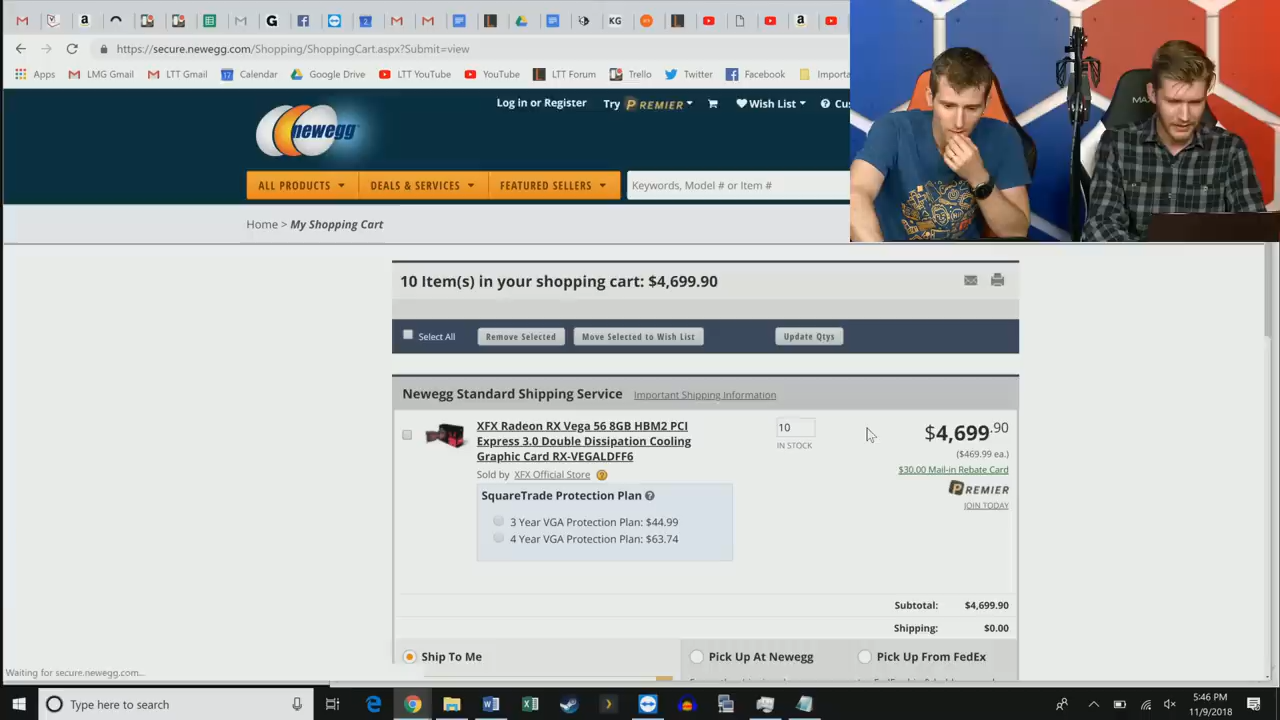 G
KG
https://secure.newegg.com/Shopping/ShoppingCart.aspx?Submit=view
Apps LMG Gmail LTT Gmail Calendar Google Drive LTT YouTube YouTube LTT Forum Trello Twitter Facebook Importa
newegg
Log in or Register Try PREMIER Wish List Cus
ALL PRODUCTS DEALS & SERVICES FEATURED SELLERS Keywords, Model # or Item #
Home > My Shopping Cart
10 Item(s) in your shopping cart: $4,699.90
Select All Remove Selected Move Selected to Wish List Update Qtys
Newegg Standard Shipping Service Important Shipping Information
XFX Radeon RX Vega 56 8GB HBM2 PCI 10 $4,699.90
Express 3.0 Double Dissipation Cooling IN STOCK ($469.99 ea.)
Graphic Card RX-VEGALDFF6 $30.00 Mail-in Rebate Card
Sold by XFX Official Store ?
PREMIER
SquareTrade Protection Plan ?
JOIN TODAY
3 Year VGA Protection Plan: $44.99
4 Year VGA Protection Plan: $63.74
Subtotal: $4,699.90
Shipping: $0.00
Ship To Me Pick Up At Newegg Pick Up From FedEx
Waiting for secure.newegg.com...
Type here to search
5:46 PM
11/9/2018